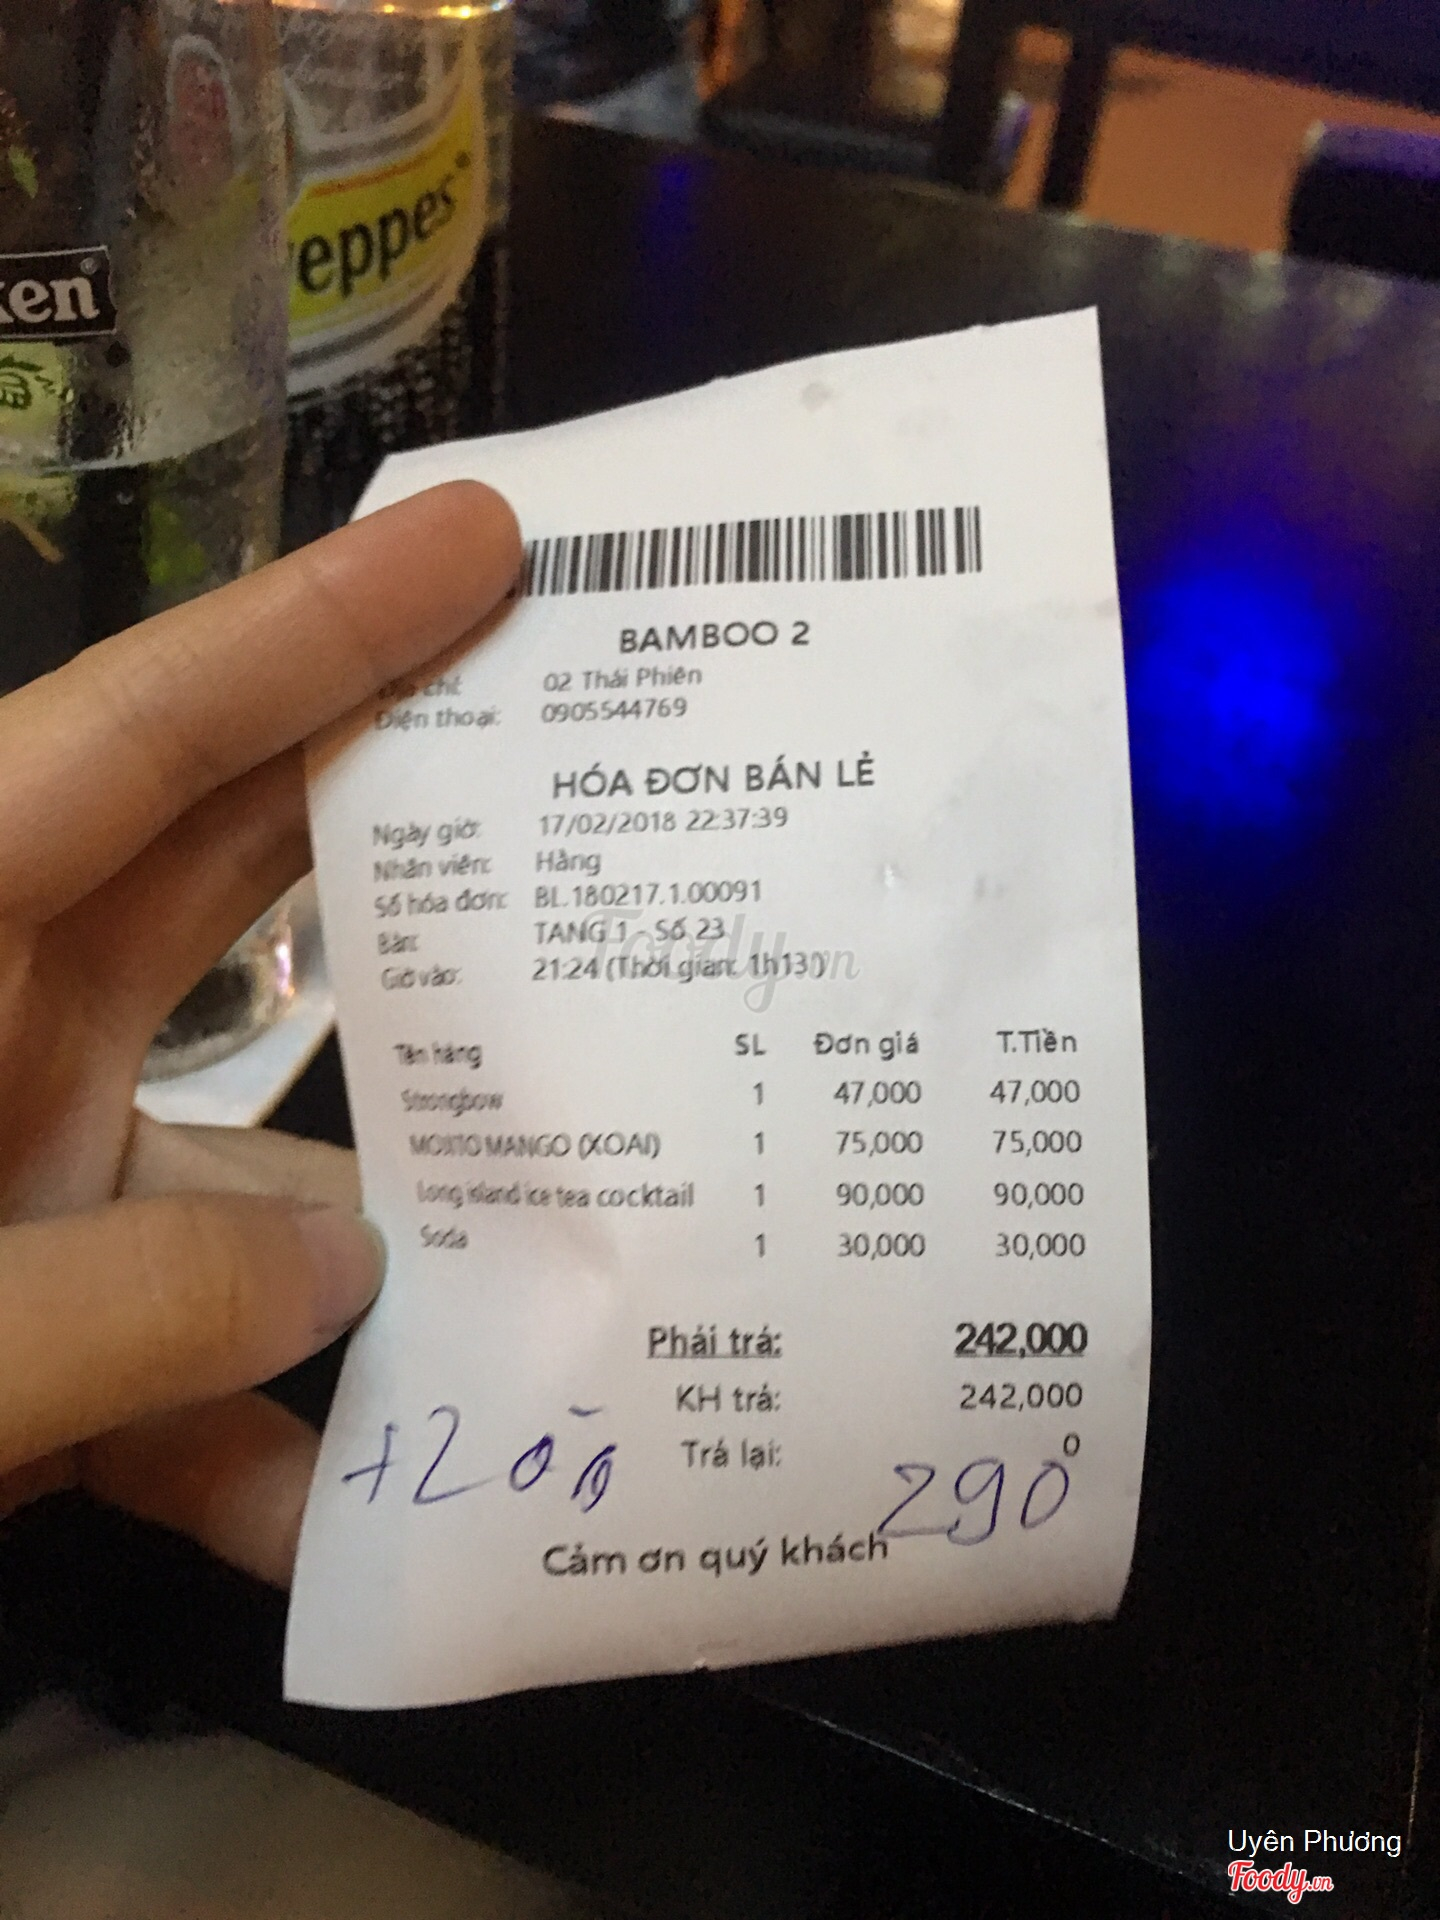 ken
eppes
BAMBOO 2
Địa chỉ: 02 Thái Phiên
Điện thoại: 0905544769
HÓA ĐƠN BÁN LẺ
Ngày giờ: 17/02/2018 22:37:39
Nhân viên: Hằng
Số hóa đơn: BL.180217.1.00091
Bàn: TANG 1 - Số 23
Giờ vào: 21:24 (Thời gian: 1h13)
Tên hàng SL Đơn giá T.Tiền
Strongbow 1 47,000 47,000
MOJITO MANGO (XOAI) 1 75,000 75,000
Long island ice tea cocktail 1 90,000 90,000
Soda 1 30,000 30,000
Phải trả: 242,000
KH trả: 242,000
Trả lại: 0
+20% 290
Cảm ơn quý khách
Foody.vn
Uyên Phương
Foody.vn